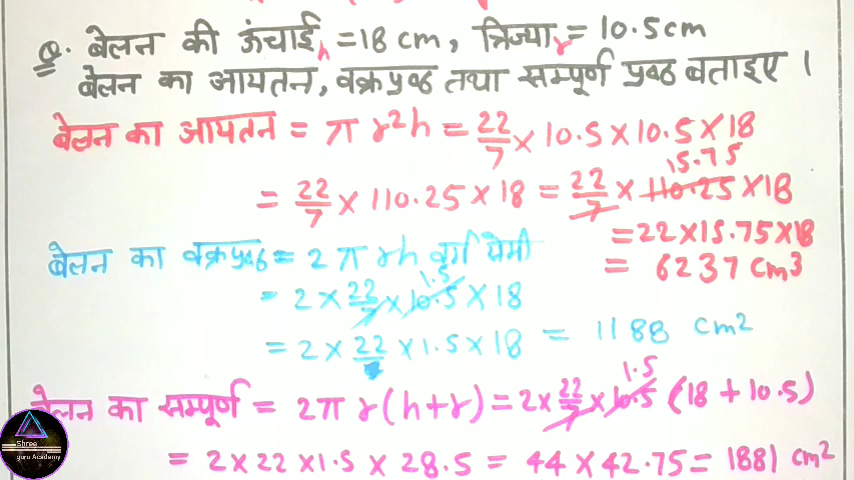 Q. बेलन की ऊंचाई h = 18 cm, त्रिज्या r = 10.5 cm
बेलन का आयतन, वक्रपृष्ठ तथा सम्पूर्ण पृष्ठ बताइए ।
बेलन का आयतन = π r²h = 22/7 × 10.5 × 10.5 × 18
= 22/7 × 110.25 × 18 = 22/7 × 110.25 × 18
15.75
= 22 × 15.75 × 18
= 6237 cm³
बेलन का वक्रपृष्ठ = 2 π r h वर्ग सेमी
= 2 × 22/7 × 10.5 × 18
1.5
= 2 × 22 × 1.5 × 18 = 1188 cm²
बेलन का सम्पूर्ण = 2π r (h + r) = 2 × 22/7 × 10.5 (18 + 10.5)
1.5
= 2 × 22 × 1.5 × 28.5 = 44 × 42.75 = 1881 cm²
Shree
guru Academy